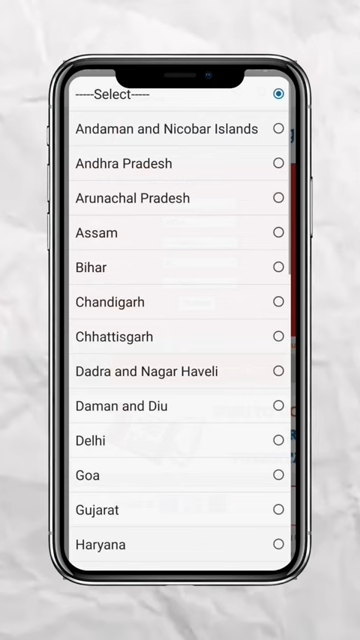 -----Select-----
Andaman and Nicobar Islands
Andhra Pradesh
Arunachal Pradesh
Assam
Bihar
Chandigarh
Chhattisgarh
Dadra and Nagar Haveli
Daman and Diu
Delhi
Goa
Gujarat
Haryana